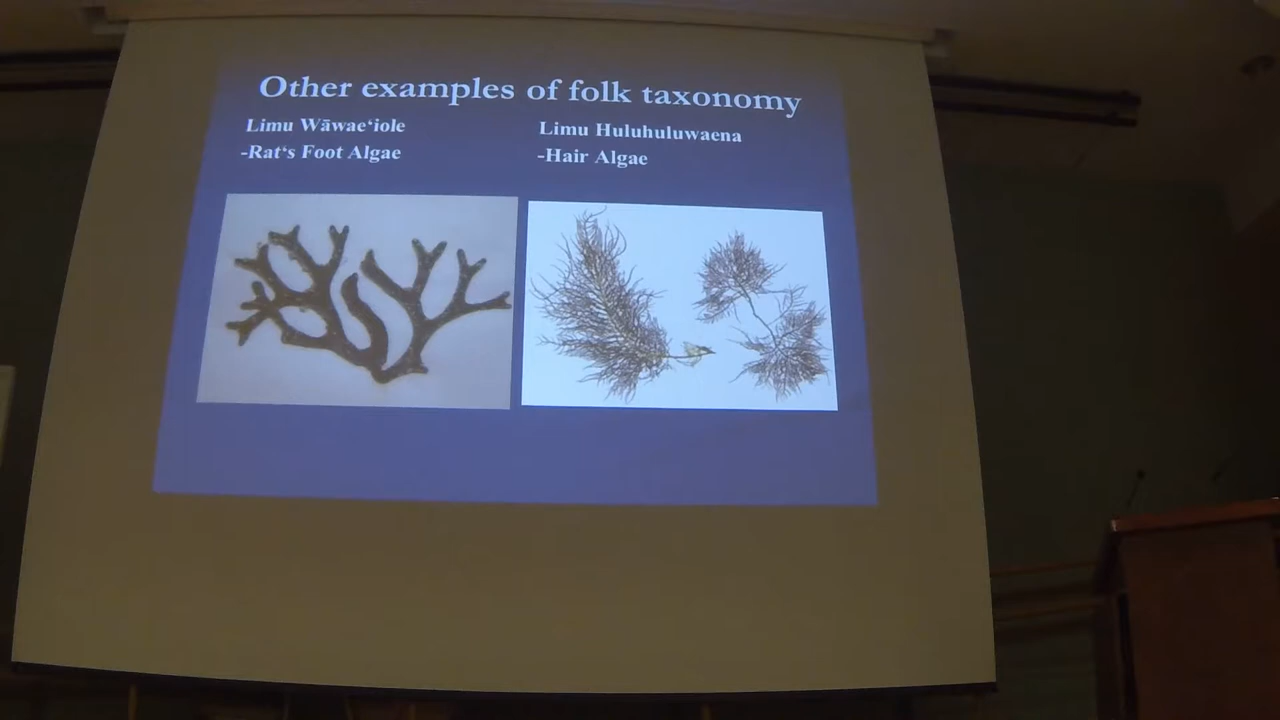 Other examples of folk taxonomy
Limu Wāwae‘iole
-Rat‘s Foot Algae
Limu Huluhuluwaena
-Hair Algae